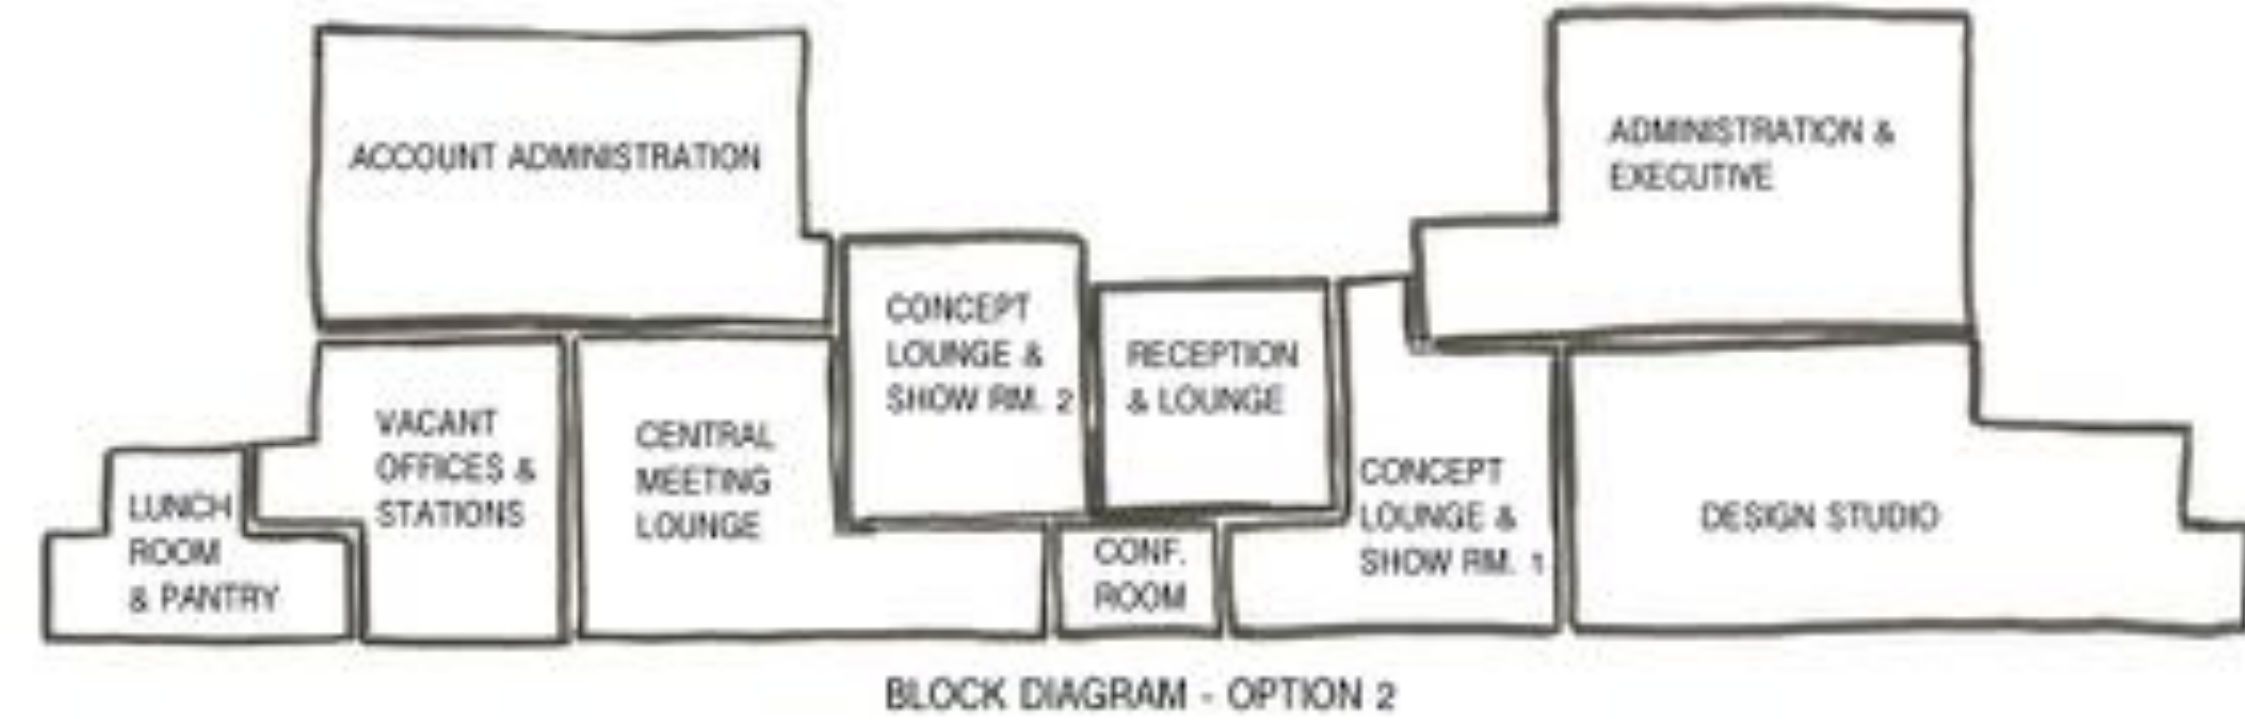 ACCOUNT ADMINISTRATION
ADMINISTRATION &
EXECUTIVE
CONCEPT
LOUNGE &
SHOW RM. 2
RECEPTION
& LOUNGE
VACANT
OFFICES &
STATIONS
CENTRAL
MEETING
LOUNGE
CONCEPT
LOUNGE &
SHOW RM. 1
LUNCH
ROOM
& PANTRY
CONF.
ROOM
DESIGN STUDIO
BLOCK DIAGRAM - OPTION 2